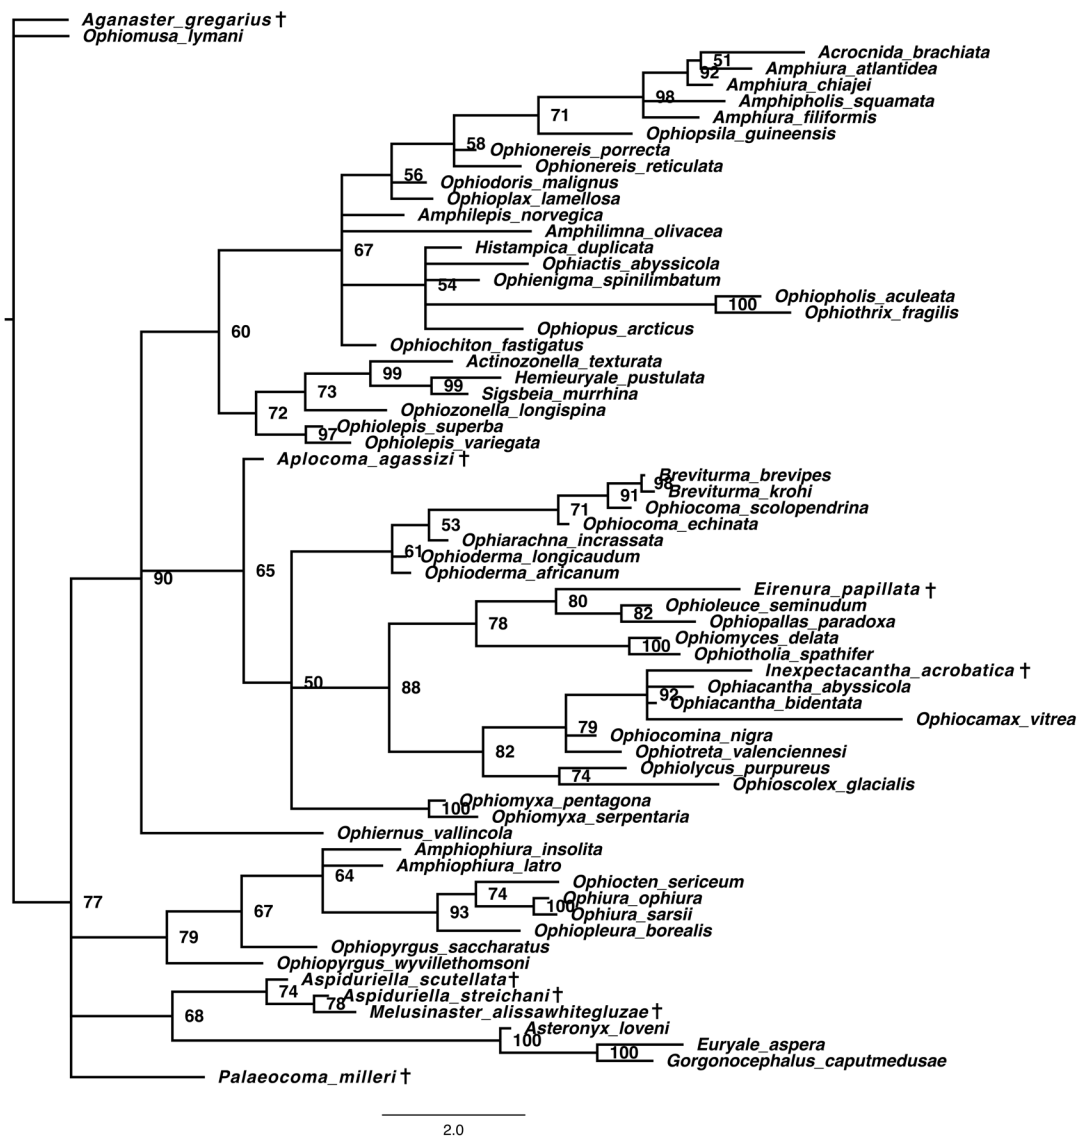 Aganaster_gregarius †
Ophiomusa_lymani
Acrocnida_brachiata
51
Amphiura_atlantidea
92
Amphiura_chiajei
98
Amphipholis_squamata
71
Amphiura_filiformis
Ophiopsila_guineensis
58
Ophionereis_porrecta
Ophionereis_reticulata
56
Ophiodoris_malignus
Ophioplax_lamellosa
Amphilepis_norvegica
Amphilimna_olivacea
67
Histampica_duplicata
Ophiactis_abyssicola
54
Ophienigma_spinilimbatum
Ophiopholis_aculeata
100
Ophiothrix_fragilis
60
Ophiopus_arcticus
Ophiochiton_fastigatus
Actinozonella_texturata
99
Hemieuryale_pustulata
99
Sigsbeia_murrhina
73
Ophiozonella_longispina
72
Ophiolepis_superba
97
Ophiolepis_variegata
Aplocoma_agassizi †
Breviturma_brevipes
98
Breviturma_krohi
91
Ophiocoma_scolopendrina
71
Ophiocoma_echinata
53
Ophiarachna_incrassata
61
Ophioderma_longicaudum
Ophioderma_africanum
65
90
Eirenura_papillata †
80
Ophioleuce_seminudum
82
Ophiopallas_paradoxa
78
Ophiomyces_delata
100
Ophiotholia_spathifer
Inexpectacantha_acrobatica †
50
88
Ophiacantha_abyssicola
92
Ophiacantha_bidentata
Ophiocamax_vitrea
79
Ophiocomina_nigra
82
Ophiotreta_valenciennesi
Ophiolycus_purpureus
74
Ophioscolex_glacialis
Ophiomyxa_pentagona
100
Ophiomyxa_serpentaria
Ophiernus_vallincola
Amphiophiura_insolita
Amphiophiura_latro
64
Ophiocten_sericeum
74
Ophiura_ophiura
100
Ophiura_sarsii
77
67
93
Ophiopleura_borealis
79
Ophiopyrgus_saccharatus
Ophiopyrgus_wyvillethomsoni
Aspiduriella_scutellata †
74
Aspiduriella_streichani †
78
Melusinaster_alissawhitegluzae †
68
Asteronyx_loveni
100
Euryale_aspera
100
Gorgonocephalus_caputmedusae
Palaeocoma_milleri †
2.0